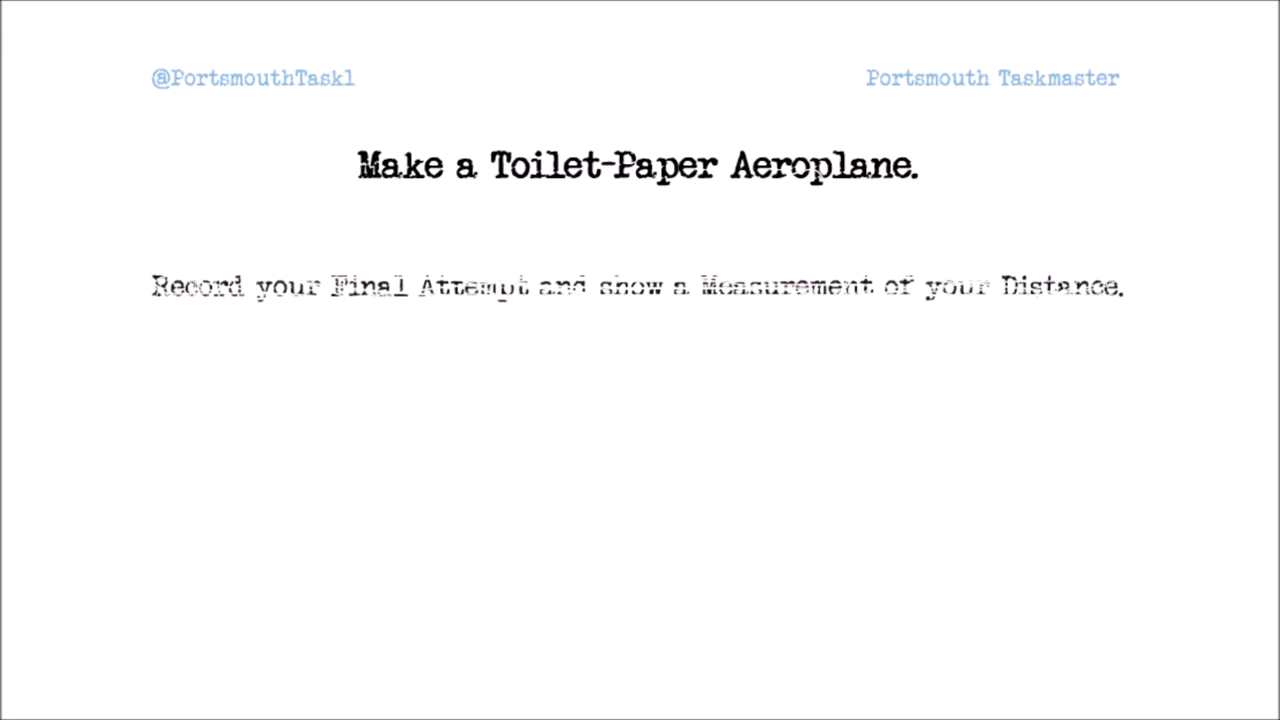 @PortsmouthTask1 Portsmouth Taskmaster
Make a Toilet-Paper Aeroplane.
Record your Final Attempt and show a Measurement of your Distance.